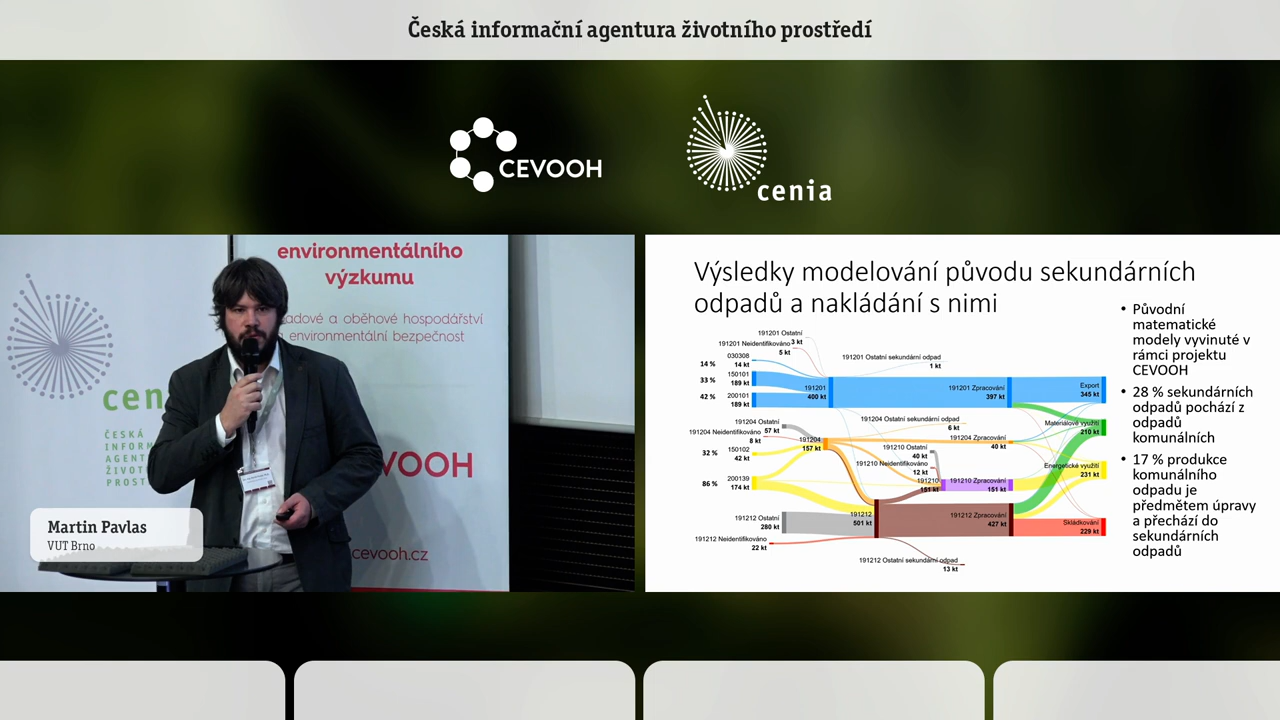 Česká informační agentura životního prostředí
CEVOOH
cenia
environmentálního
výzkumu
adové a oběhové hospodářství
environmentální bezpečnost
cen
ČESKÁ
INFORM
AGENT
ŽIVOT
PROST
VOOH
cevooh.cz
Martin Pavlas
VUT Brno
Výsledky modelování původu sekundárních
odpadů a nakládání s nimi
191201 Ostatní
3 kt
191201 Neidentifikováno
5 kt
030308
14 kt
14 %
150101
189 kt
33 %
200101
189 kt
42 %
191201
400 kt
191201 Ostatní sekundární odpad
1 kt
191201 Zpracování
397 kt
Export
345 kt
191204 Ostatní
57 kt
191204 Neidentifikováno
8 kt
150102
42 kt
32 %
191204
157 kt
191204 Ostatní sekundární odpad
6 kt
191204 Zpracování
40 kt
Materiálové využití
210 kt
191210 Ostatní
40 kt
191210 Neidentifikováno
12 kt
191210
151 kt
191210 Zpracování
151 kt
Energetické využití
231 kt
200139
174 kt
86 %
191212 Ostatní
280 kt
191212 Neidentifikováno
22 kt
191212
501 kt
191212 Zpracování
427 kt
Skládkování
229 kt
191212 Ostatní sekundární odpad
13 kt
• Původní
matematické
modely vyvinuté v
rámci projektu
CEVOOH
• 28 % sekundárních
odpadů pochází z
odpadů
komunálních
• 17 % produkce
komunálního
odpadu je
předmětem úpravy
a přechází do
sekundárních
odpadů